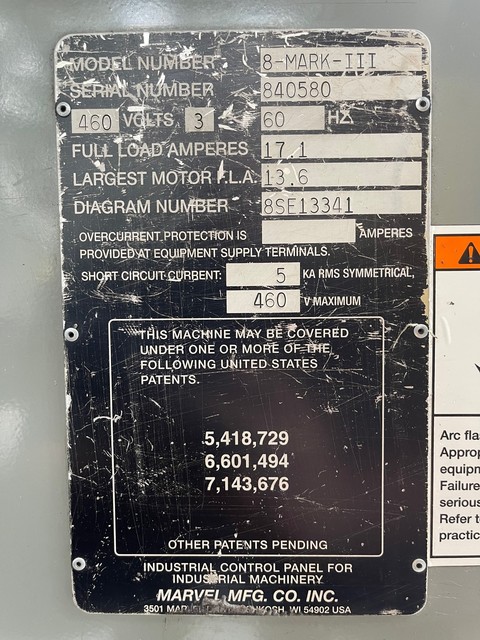 MODEL NUMBER 8-MARK-III
SERIAL NUMBER 840580
460 VOLTS 3 60 HZ
FULL LOAD AMPERES 17.1
LARGEST MOTOR F.L.A. 13.6
DIAGRAM NUMBER 8SE13341
OVERCURRENT PROTECTION IS AMPERES
PROVIDED AT EQUIPMENT SUPPLY TERMINALS.
SHORT CIRCUIT CURRENT: 5 KA RMS SYMMETRICAL,
460 V MAXIMUM
THIS MACHINE MAY BE COVERED
UNDER ONE OR MORE OF THE
FOLLOWING UNITED STATES
PATENTS.
5,418,729
6,601,494
7,143,676
OTHER PATENTS PENDING
INDUSTRIAL CONTROL PANEL FOR
INDUSTRIAL MACHINERY
MARVEL MFG. CO. INC.
3501 OSHKOSH, WI 54902 USA
Arc flas
Approp
equipm
Failure
serious
Refer t
practic